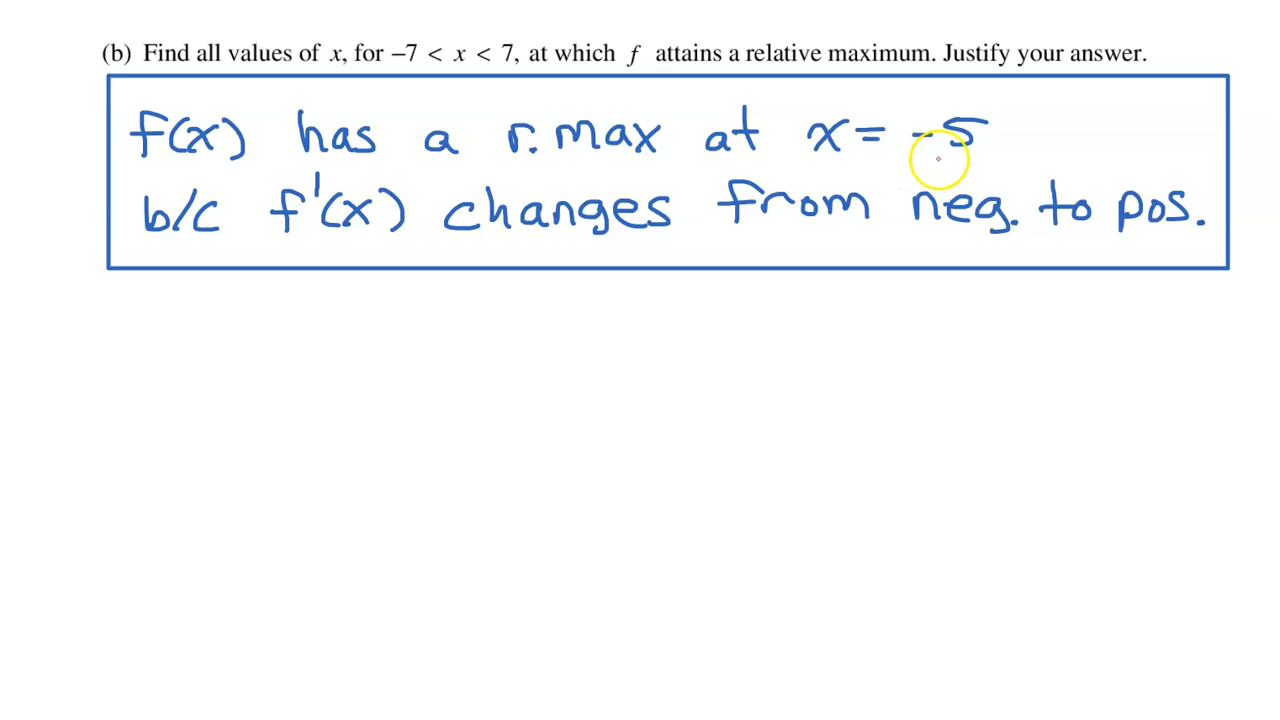 (b) Find all values of x, for –7 < x < 7, at which f attains a relative maximum. Justify your answer.
f(x) has a r. max at x = -5
b/c f'(x) changes from neg. to pos.